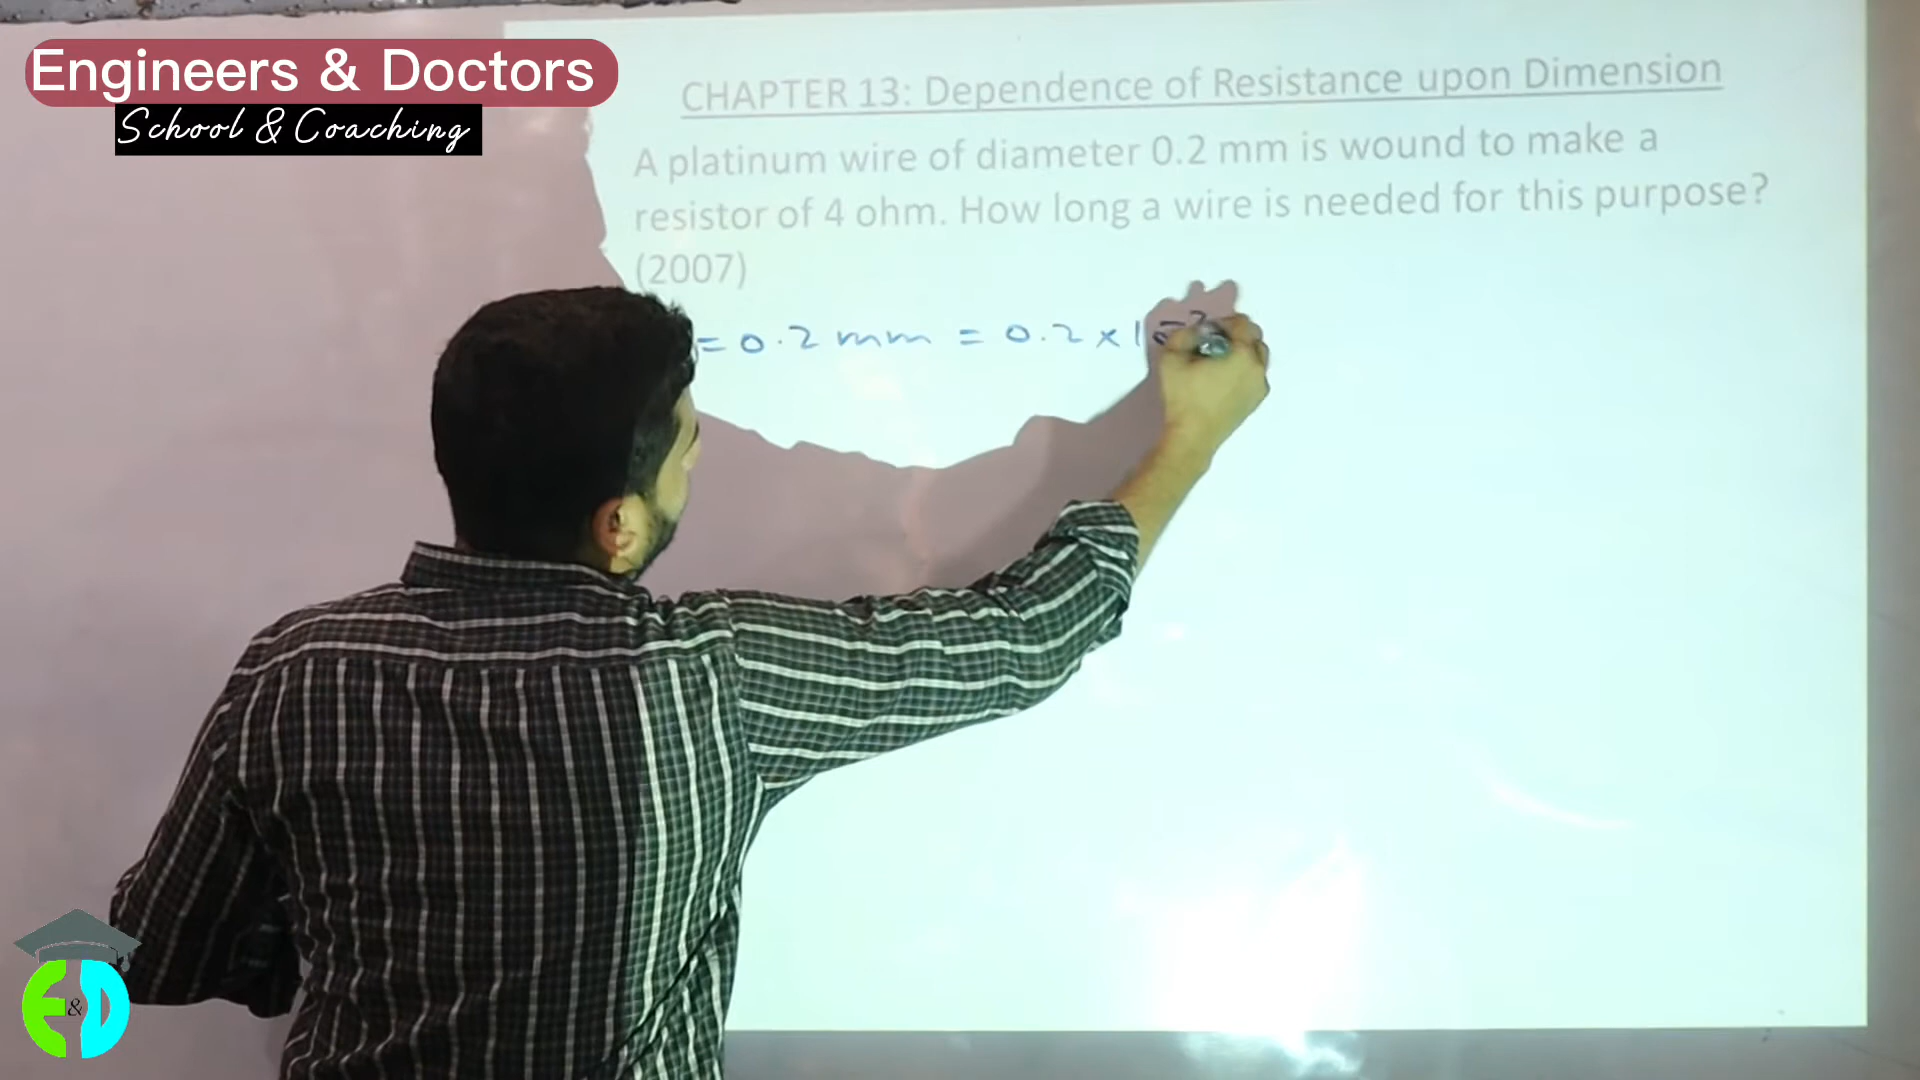 Engineers & Doctors
School & Coaching
CHAPTER 13: Dependence of Resistance upon Dimension
A platinum wire of diameter 0.2 mm is wound to make a
resistor of 4 ohm. How long a wire is needed for this purpose?
(2007)
= 0.2 mm = 0.2 × 10
E&D